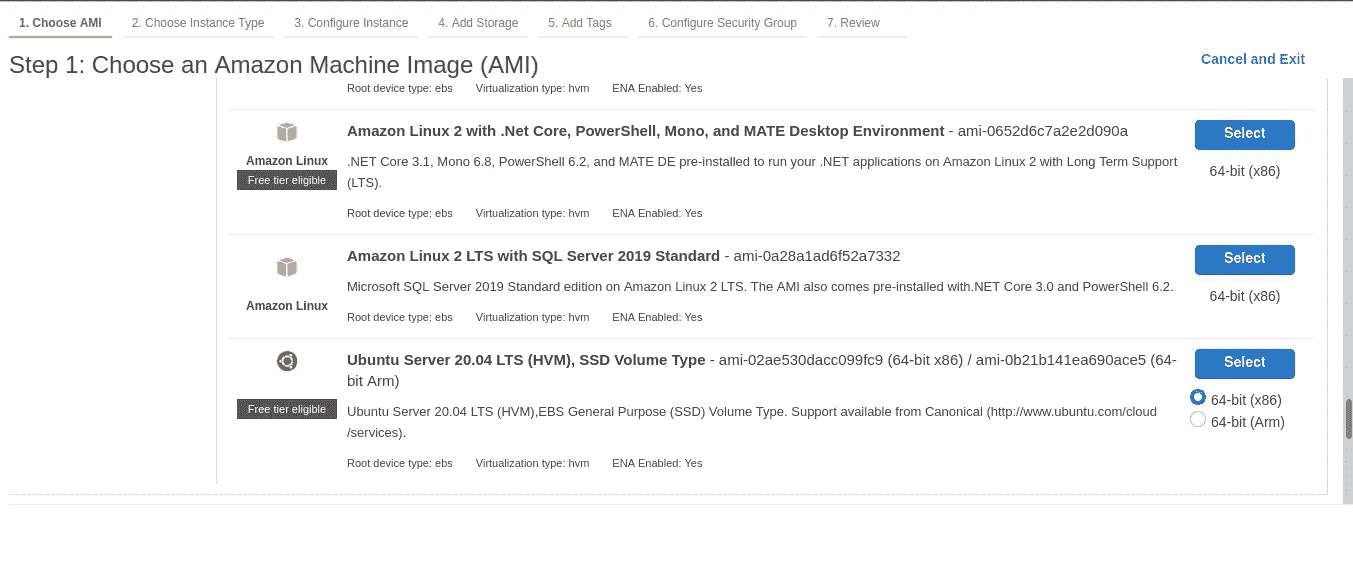 1. Choose AMI 2. Choose Instance Type 3. Configure Instance 4. Add Storage 5. Add Tags 6. Configure Security Group 7. Review
Step 1: Choose an Amazon Machine Image (AMI)
Cancel and Exit
Root device type: ebs Virtualization type: hvm ENA Enabled: Yes
Amazon Linux
Free tier eligible
Amazon Linux 2 with .Net Core, PowerShell, Mono, and MATE Desktop Environment - ami-0652d6c7a2e2d090a
.NET Core 3.1, Mono 6.8, PowerShell 6.2, and MATE DE pre-installed to run your .NET applications on Amazon Linux 2 with Long Term Support
(LTS).
Root device type: ebs Virtualization type: hvm ENA Enabled: Yes
Select
64-bit (x86)
Amazon Linux
Amazon Linux 2 LTS with SQL Server 2019 Standard - ami-0a28a1ad6f52a7332
Microsoft SQL Server 2019 Standard edition on Amazon Linux 2 LTS. The AMI also comes pre-installed with.NET Core 3.0 and PowerShell 6.2.
Root device type: ebs Virtualization type: hvm ENA Enabled: Yes
Select
64-bit (x86)
Free tier eligible
Ubuntu Server 20.04 LTS (HVM), SSD Volume Type - ami-02ae530dacc099fc9 (64-bit x86) / ami-0b21b141ea690ace5 (64-
bit Arm)
Ubuntu Server 20.04 LTS (HVM),EBS General Purpose (SSD) Volume Type. Support available from Canonical (http://www.ubuntu.com/cloud
/services).
Root device type: ebs Virtualization type: hvm ENA Enabled: Yes
Select
64-bit (x86)
64-bit (Arm)